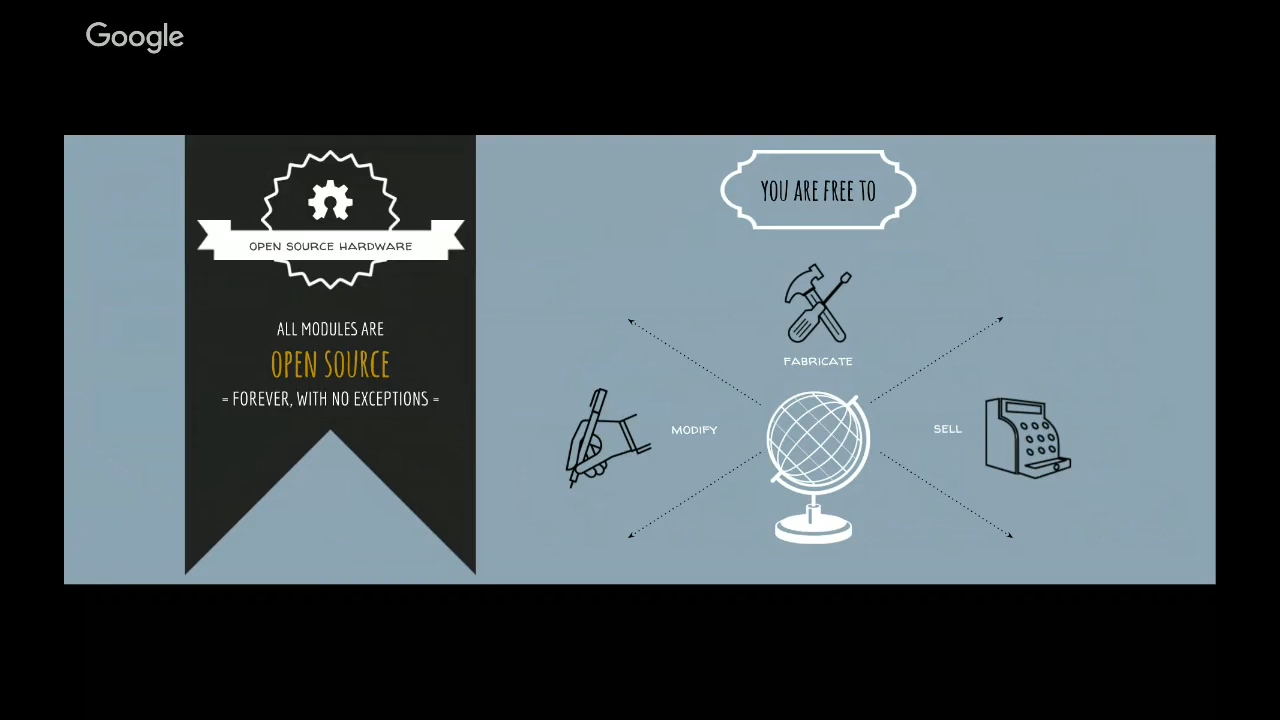 Google
OPEN SOURCE HARDWARE
ALL MODULES ARE
OPEN SOURCE
= FOREVER, WITH NO EXCEPTIONS =
YOU ARE FREE TO
FABRICATE
MODIFY
SELL